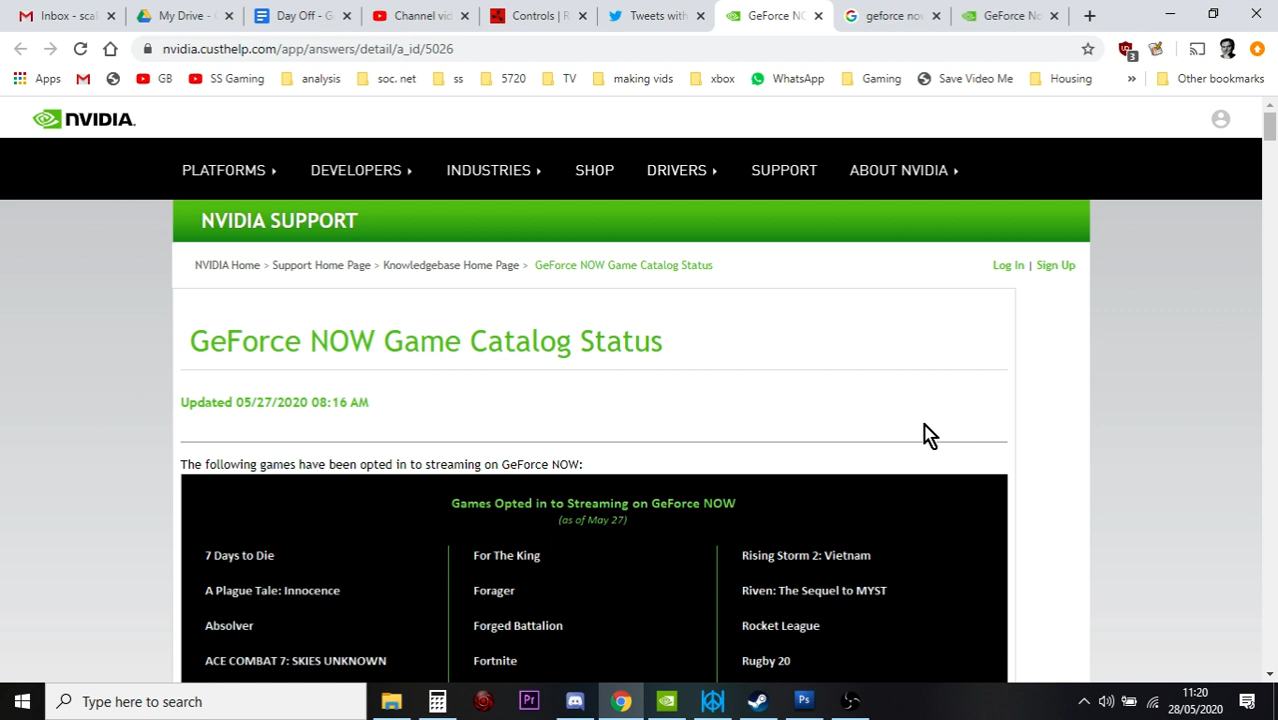 Inbox - scal
My Drive - G
Day Off - G
Channel vid
Controls | R
Tweets with
GeForce NO
geforce no
GeForce No
nvidia.custhelp.com/app/answers/detail/a_id/5026
3
Apps
GB
SS Gaming
analysis
soc. net
ss
5720
TV
making vids
xbox
WhatsApp
Gaming
Save Video Me
Housing
»
Other bookmarks
NVIDIA.
PLATFORMS
DEVELOPERS
INDUSTRIES
SHOP
DRIVERS
SUPPORT
ABOUT NVIDIA
NVIDIA SUPPORT
NVIDIA Home > Support Home Page > Knowledgebase Home Page > GeForce NOW Game Catalog Status
Log In | Sign Up
GeForce NOW Game Catalog Status
Updated 05/27/2020 08:16 AM
The following games have been opted in to streaming on GeForce NOW:
Games Opted in to Streaming on GeForce NOW
(as of May 27)
7 Days to Die
For The King
Rising Storm 2: Vietnam
A Plague Tale: Innocence
Forager
Riven: The Sequel to MYST
Absolver
Forged Battalion
Rocket League
ACE COMBAT 7: SKIES UNKNOWN
Fortnite
Rugby 20
Type here to search
Pr
Ps
11:20
28/05/2020